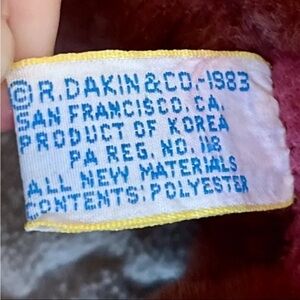 © R. DAKIN & CO.-1983
SAN FRANCISCO, CA.
PRODUCT OF KOREA
PA REG. NO. 118
ALL NEW MATERIALS
CONTENTS: POLYESTER